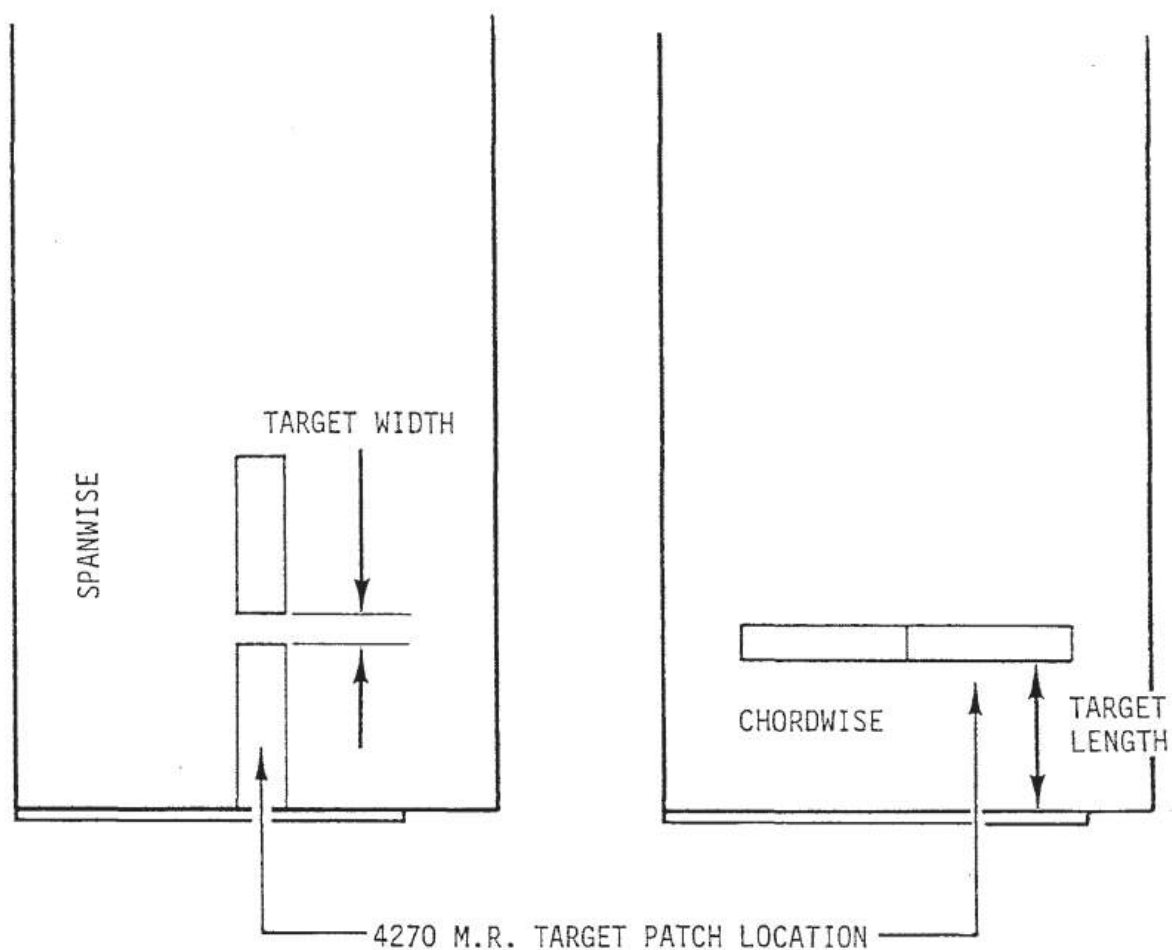 TARGET WIDTH
SPANWISE
CHORDWISE
TARGET
LENGTH
4270 M.R. TARGET PATCH LOCATION